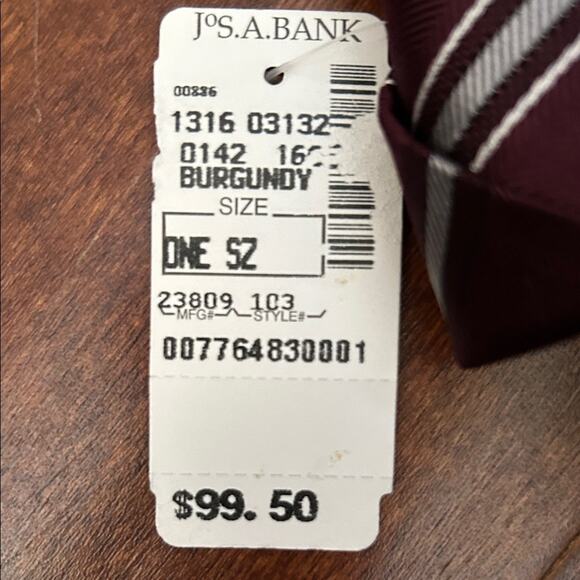 JoS.A.BANK
00886
1316 03132
0142
BURGUNDY
SIZE
ONE SZ
23809 103
MFG# STYLE#
007764830001
$99.50